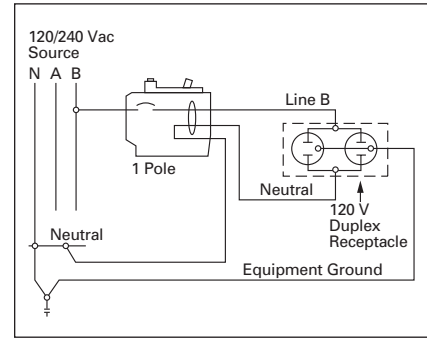 120/240 Vac
Source
N A B
1 Pole
Line B
Neutral
120 V
Duplex
Receptacle
Neutral
Equipment Ground